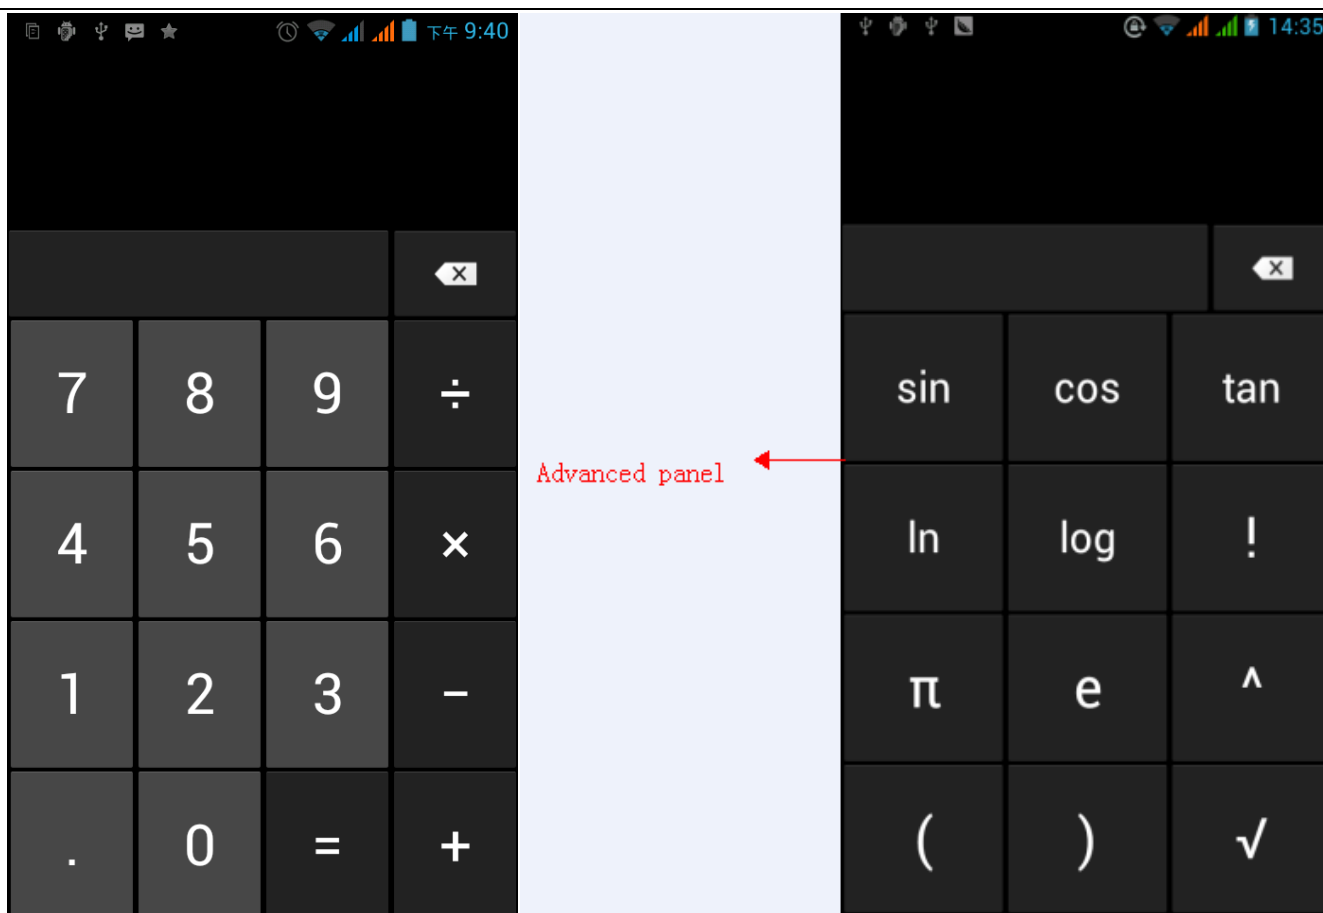 下午 9:40
7 8 9 ÷
4 5 6 ×
1 2 3 −
. 0 = +
Advanced panel
14:35
sin cos tan
ln log !
π e ^
( ) √